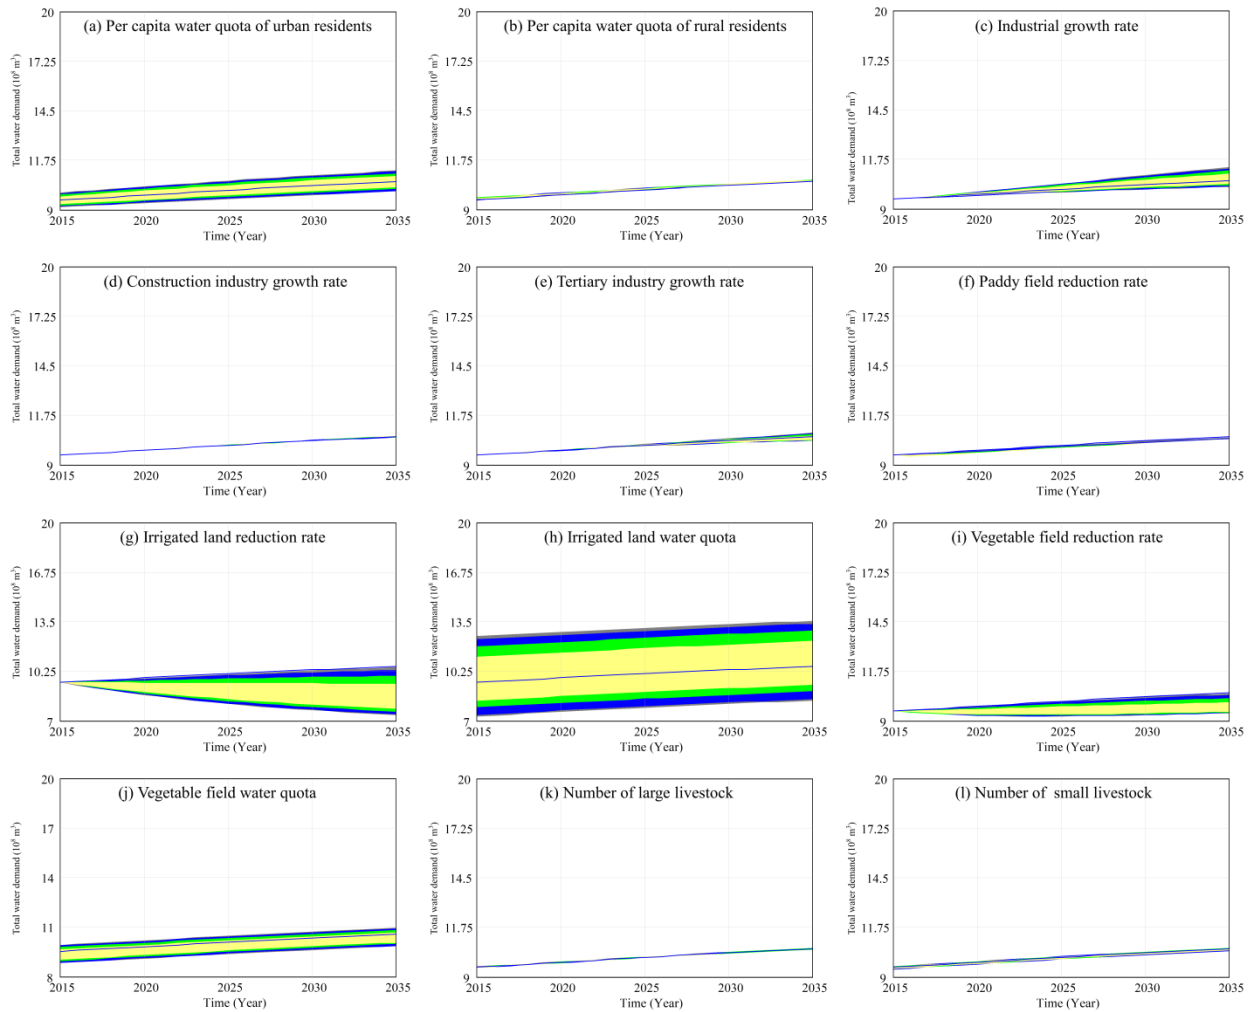 (a) Per capita water quota of urban residents
20
17.25
14.5
11.75
9
Total water demand (10⁸ m³)
2015 2020 2025 2030 2035
Time (Year)
(b) Per capita water quota of rural residents
20
17.25
14.5
11.75
9
Total water demand (10⁸ m³)
2015 2020 2025 2030 2035
Time (Year)
(c) Industrial growth rate
20
17.25
14.5
11.75
9
Total water demand (10⁸ m³)
2015 2020 2025 2030 2035
Time (Year)
(d) Construction industry growth rate
20
17.25
14.5
11.75
9
Total water demand (10⁸ m³)
2015 2020 2025 2030 2035
Time (Year)
(e) Tertiary industry growth rate
20
17.25
14.5
11.75
9
Total water demand (10⁸ m³)
2015 2020 2025 2030 2035
Time (Year)
(f) Paddy field reduction rate
20
17.25
14.5
11.75
9
Total water demand (10⁸ m³)
2015 2020 2025 2030 2035
Time (Year)
(g) Irrigated land reduction rate
20
16.75
13.5
10.25
7
Total water demand (10⁸ m³)
2015 2020 2025 2030 2035
Time (Year)
(h) Irrigated land water quota
20
16.75
13.5
10.25
7
Total water demand (10⁸ m³)
2015 2020 2025 2030 2035
Time (Year)
(i) Vegetable field reduction rate
20
17.25
14.5
11.75
9
Total water demand (10⁸ m³)
2015 2020 2025 2030 2035
Time (Year)
(j) Vegetable field water quota
20
17
14
11
8
Total water demand (10⁸ m³)
2015 2020 2025 2030 2035
Time (Year)
(k) Number of large livestock
20
17.25
14.5
11.75
9
Total water demand (10⁸ m³)
2015 2020 2025 2030 2035
Time (Year)
(l) Number of small livestock
20
17.25
14.5
11.75
9
Total water demand (10⁸ m³)
2015 2020 2025 2030 2035
Time (Year)